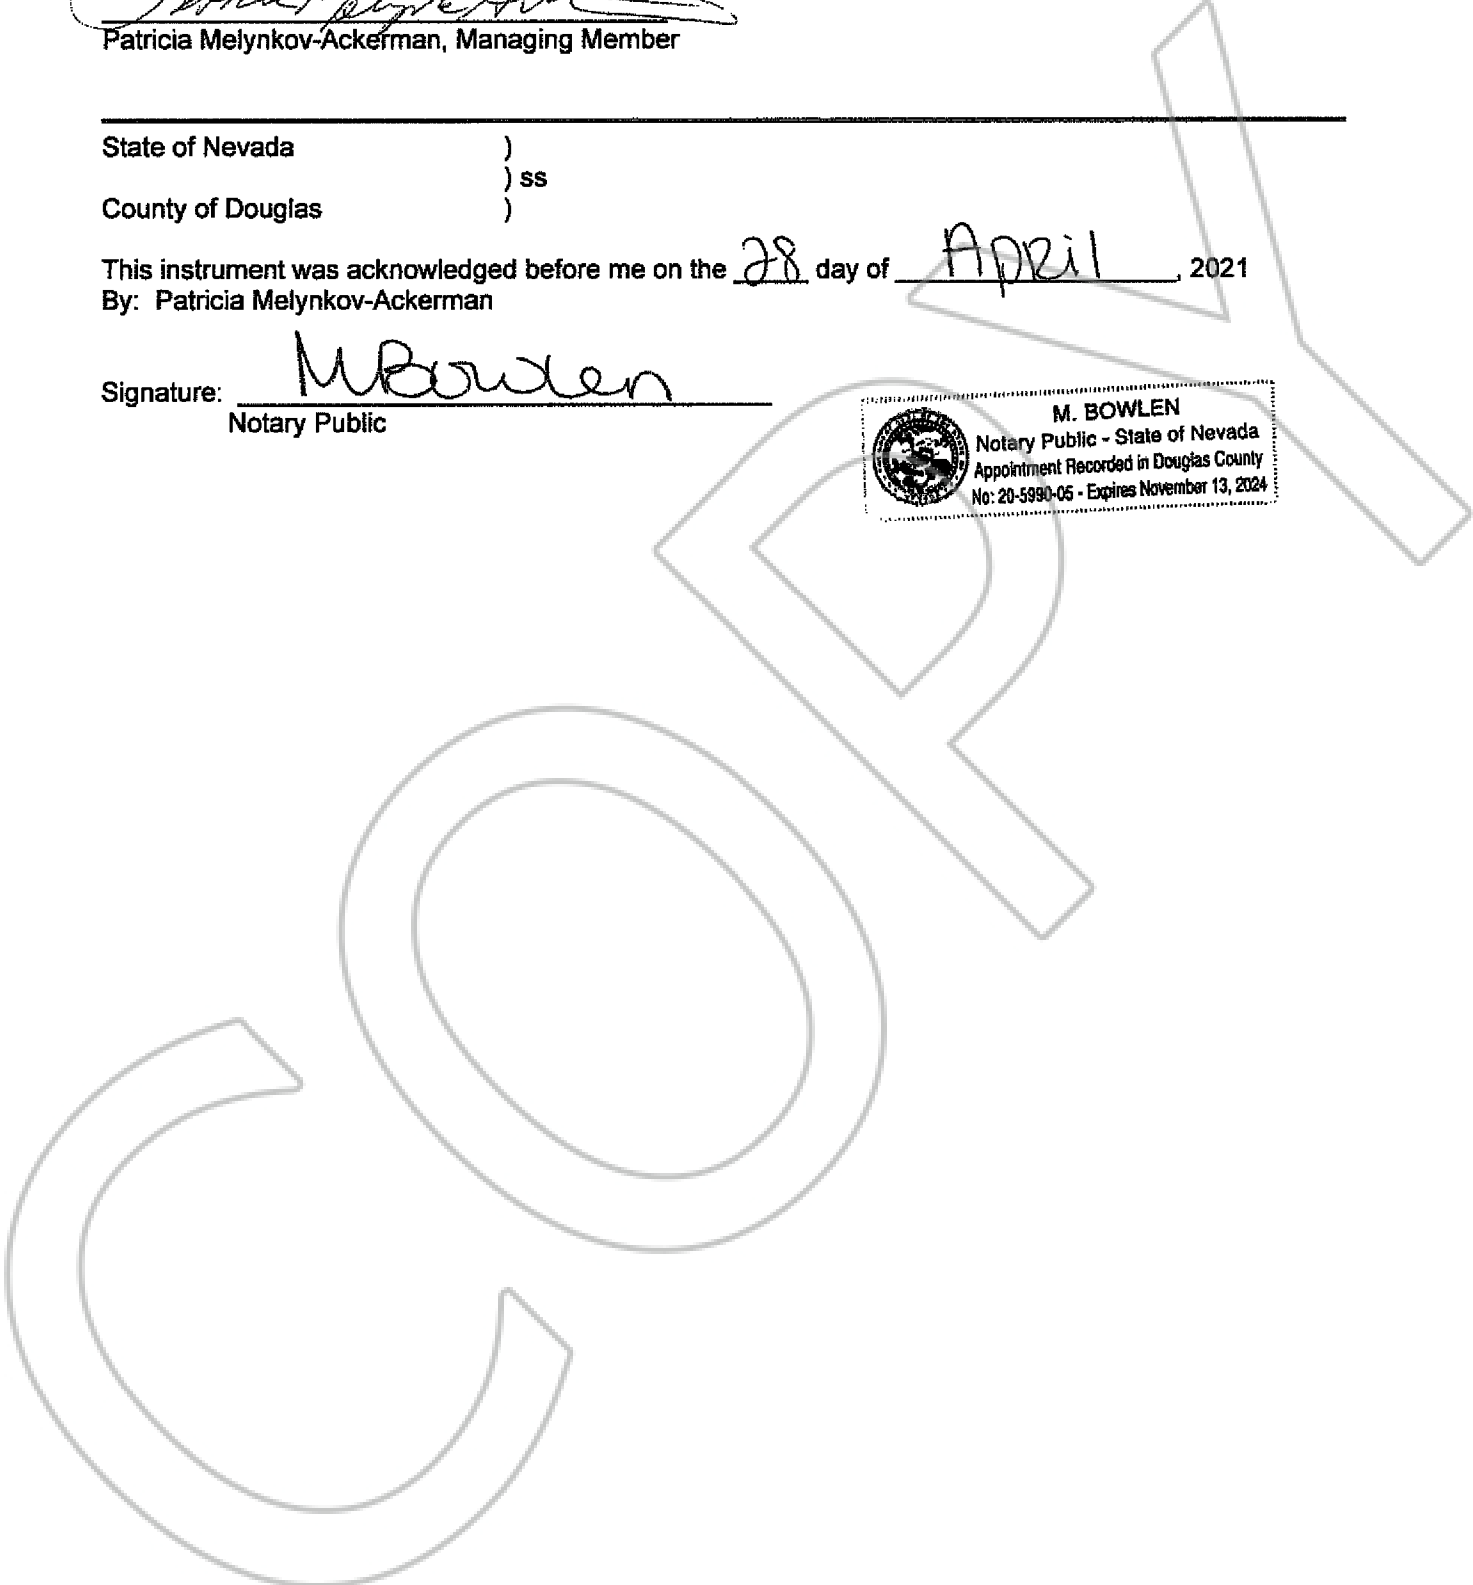 Patricia Melynkov-Ackerman, Managing Member
State of Nevada )
) ss
County of Douglas )
This instrument was acknowledged before me on the 28 day of April, 2021
By: Patricia Melynkov-Ackerman
Signature: MBowlen
Notary Public
M. BOWLEN
Notary Public - State of Nevada
Appointment Recorded in Douglas County
No: 20-5990-05 - Expires November 13, 2024
COPY